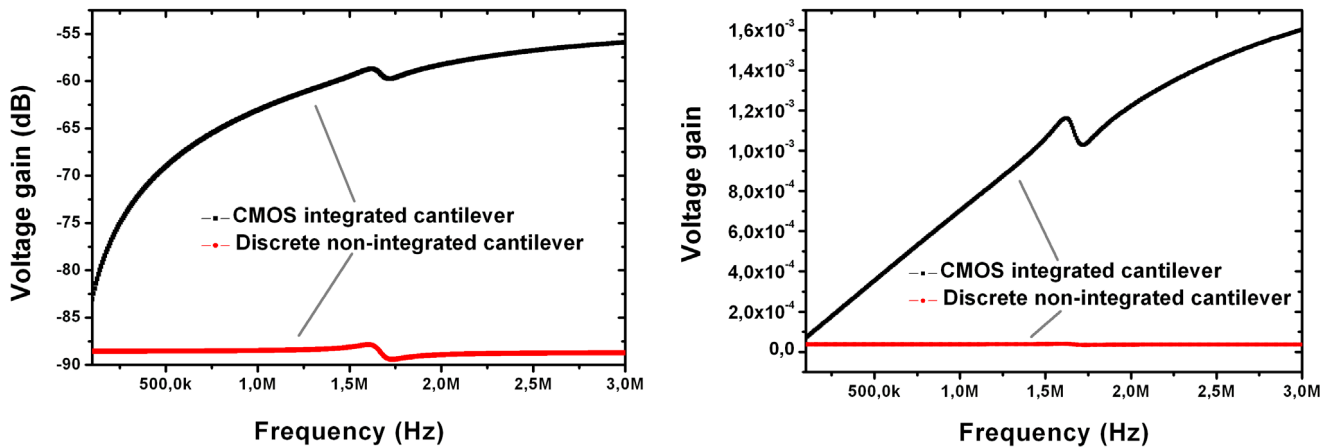 Voltage gain (dB)
-55
-60
-65
-70
-75
-80
-85
-90
CMOS integrated cantilever
Discrete non-integrated cantilever
500,0k 1,0M 1,5M 2,0M 2,5M 3,0M
Frequency (Hz)
Voltage gain
1,6x10-3
1,4x10-3
1,2x10-3
1,0x10-3
8,0x10-4
6,0x10-4
4,0x10-4
2,0x10-4
0,0
CMOS integrated cantilever
Discrete non-integrated cantilever
500,0k 1,0M 1,5M 2,0M 2,5M 3,0M
Frequency (Hz)